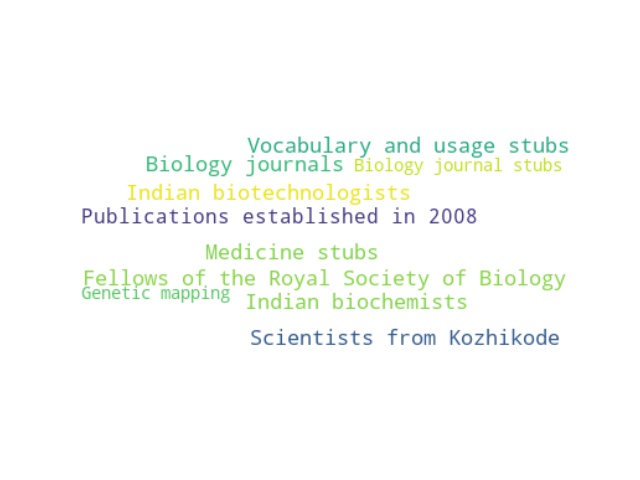 Vocabulary and usage stubs
Biology journals
Biology journal stubs
Indian biotechnologists
Publications established in 2008
Medicine stubs
Fellows of the Royal Society of Biology
Genetic mapping
Indian biochemists
Scientists from Kozhikode